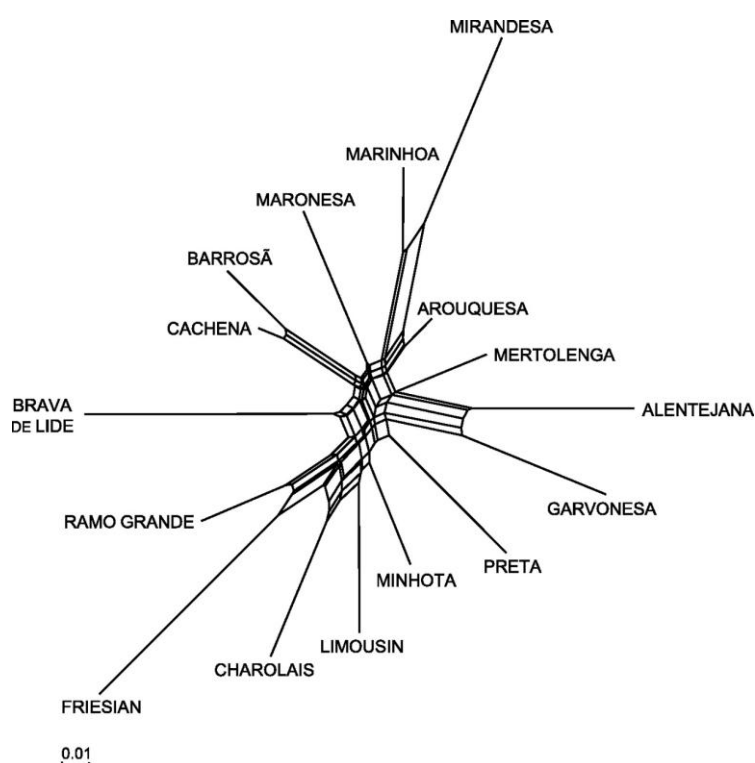 MIRANDESA
MARINHOA
MARONESA
BARROSÃ
CACHENA
AROUQUESA
MERTOLENGA
BRAVA
DE LIDE
ALENTEJANA
GARVONESA
RAMO GRANDE
PRETA
MINHOTA
LIMOUSIN
CHAROLAIS
FRIESIAN
0.01